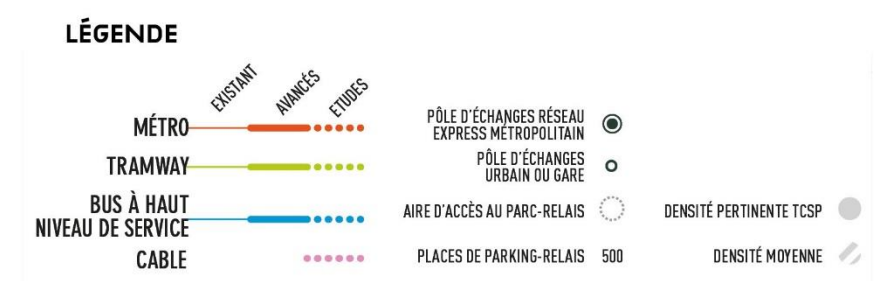 LÉGENDE
EXISTANT
AVANCÉS
ETUDES
MÉTRO
TRAMWAY
BUS À HAUT
NIVEAU DE SERVICE
CABLE
PÔLE D'ÉCHANGES RÉSEAU
EXPRESS MÉTROPOLITAIN
PÔLE D'ÉCHANGES
URBAIN OU GARE
AIRE D'ACCÈS AU PARC-RELAIS
PLACES DE PARKING-RELAIS 500
DENSITÉ PERTINENTE TCSP
DENSITÉ MOYENNE